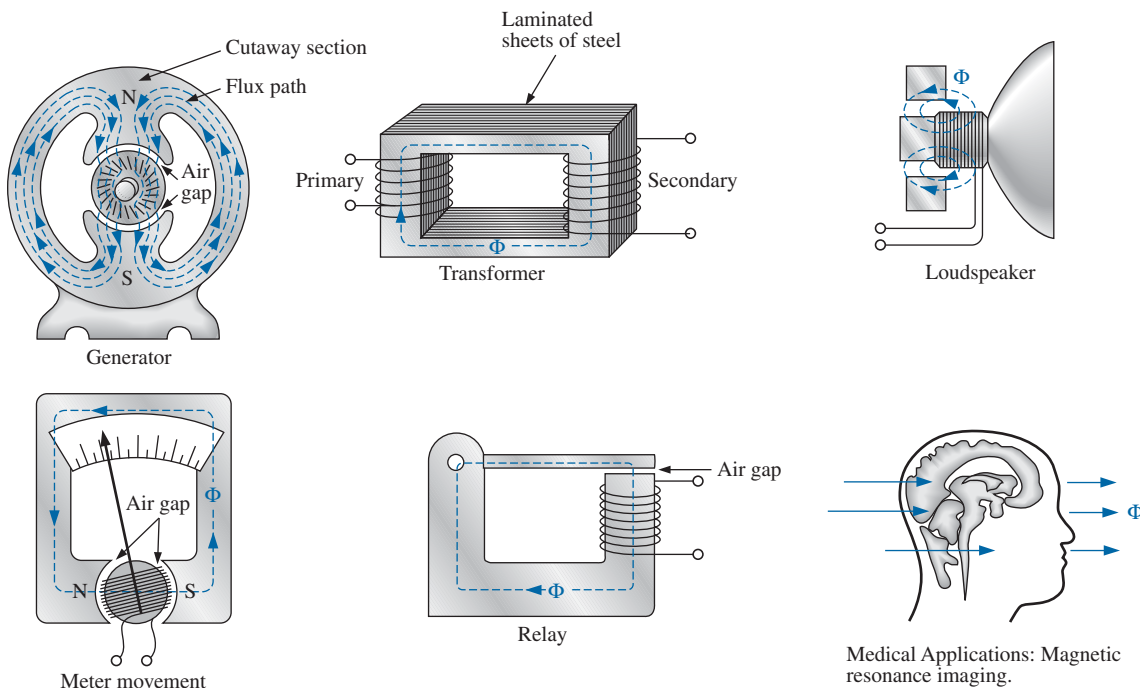 Cutaway section
Flux path
N
Air
gap
S
Generator
Laminated
sheets of steel
Primary
Secondary
Φ
Transformer
Φ
Loudspeaker
Φ
Air gap
N
S
Meter movement
Air gap
Φ
Relay
Φ
Medical Applications: Magnetic
resonance imaging.